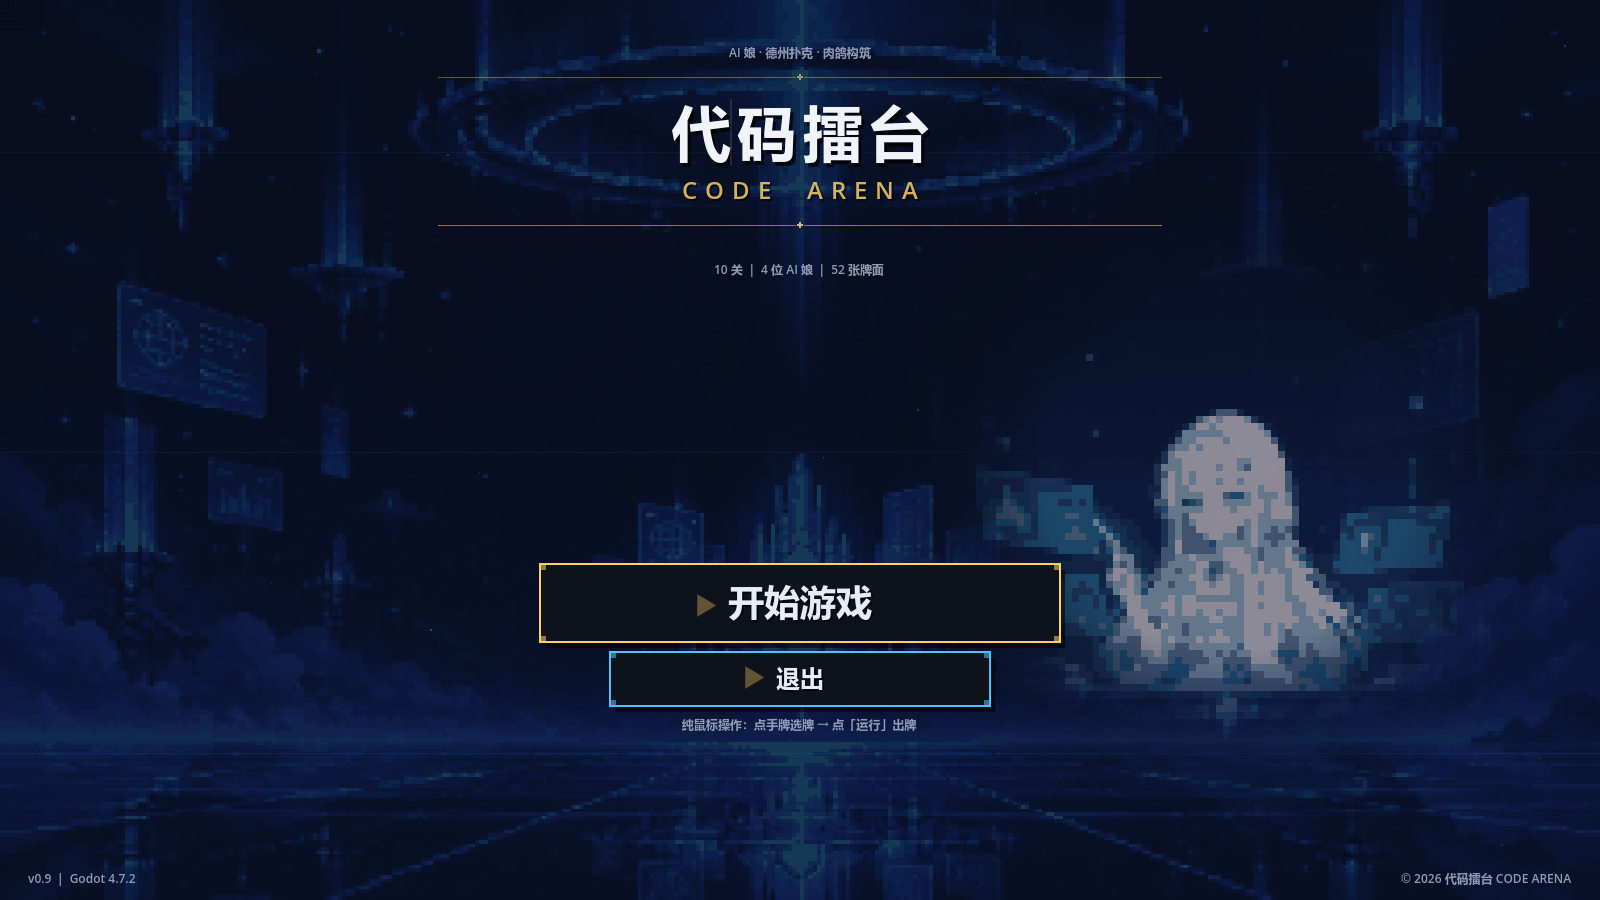 AI 娘 · 德州扑克 · 肉鸽构筑
代码擂台
CODE ARENA
10 关 | 4 位 AI 娘 | 52 张牌面
▶ 开始游戏
▶ 退出
纯鼠标操作：点手牌选牌 → 点「运行」出牌
v0.9 | Godot 4.7.2
© 2026 代码擂台 CODE ARENA